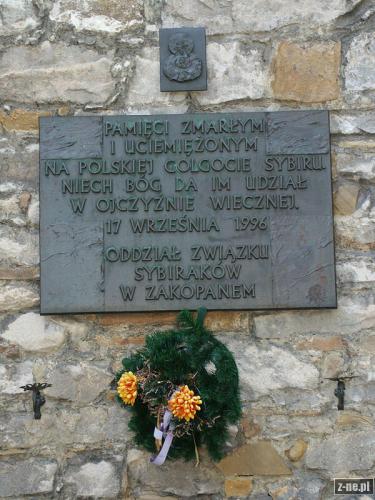 PAMIĘCI ZMARŁYM
I UCIEMIĘŻONYM
NA POLSKIEJ GOLGOCIE SYBIRU.
NIECH BÓG DA IM UDZIAŁ
W OJCZYŹNIE WIECZNEJ.
17 WRZEŚNIA 1996
ODDZIAŁ ZWIĄZKU
SYBIRAKÓW
W ZAKOPANEM
z-ne.pl